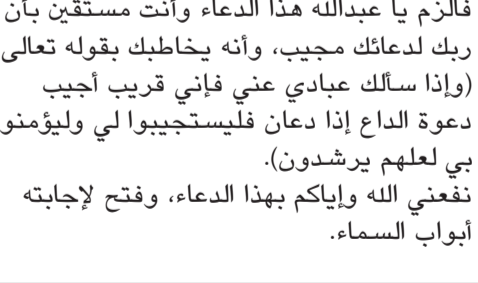 فالزم يا عبدالله هذا الدعاء وأنت مستقين بأن
ربك لدعائك مجيب، وأنه يخاطبك بقوله تعالى
(وإذا سألك عبادي عني فإني قريب أجيب
دعوة الداع إذا دعان فليستجيبوا لي وليؤمنو
بي لعلهم يرشدون).
نفعني الله وإياكم بهذا الدعاء، وفتح لإجابته
أبواب السماء.